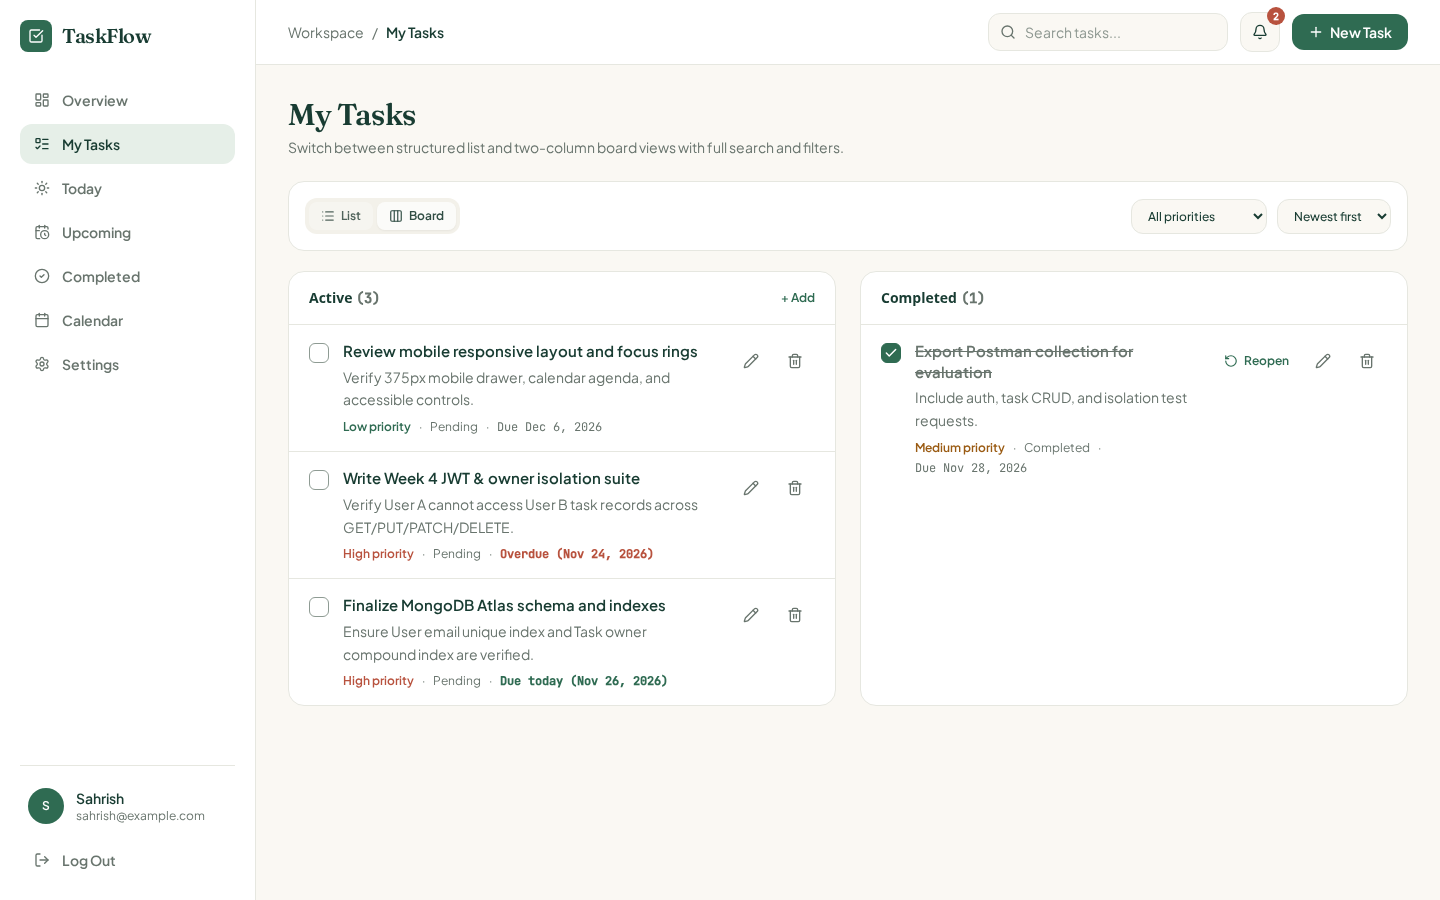 TaskFlow
Overview
My Tasks
Today
Upcoming
Completed
Calendar
Settings
S
Sahrish
sahrish@example.com
Log Out
Workspace / My Tasks
Search tasks...
2
+ New Task
My Tasks
Switch between structured list and two-column board views with full search and filters.
List
Board
All priorities
Newest first
Active (3)
+ Add
Review mobile responsive layout and focus rings
Verify 375px mobile drawer, calendar agenda, and
accessible controls.
Low priority · Pending · Due Dec 6, 2026
Write Week 4 JWT & owner isolation suite
Verify User A cannot access User B task records across
GET/PUT/PATCH/DELETE.
High priority · Pending · Overdue (Nov 24, 2026)
Finalize MongoDB Atlas schema and indexes
Ensure User email unique index and Task owner
compound index are verified.
High priority · Pending · Due today (Nov 26, 2026)
Completed (1)
Export Postman collection for
evaluation
Reopen
Include auth, task CRUD, and isolation test
requests.
Medium priority · Completed ·
Due Nov 28, 2026